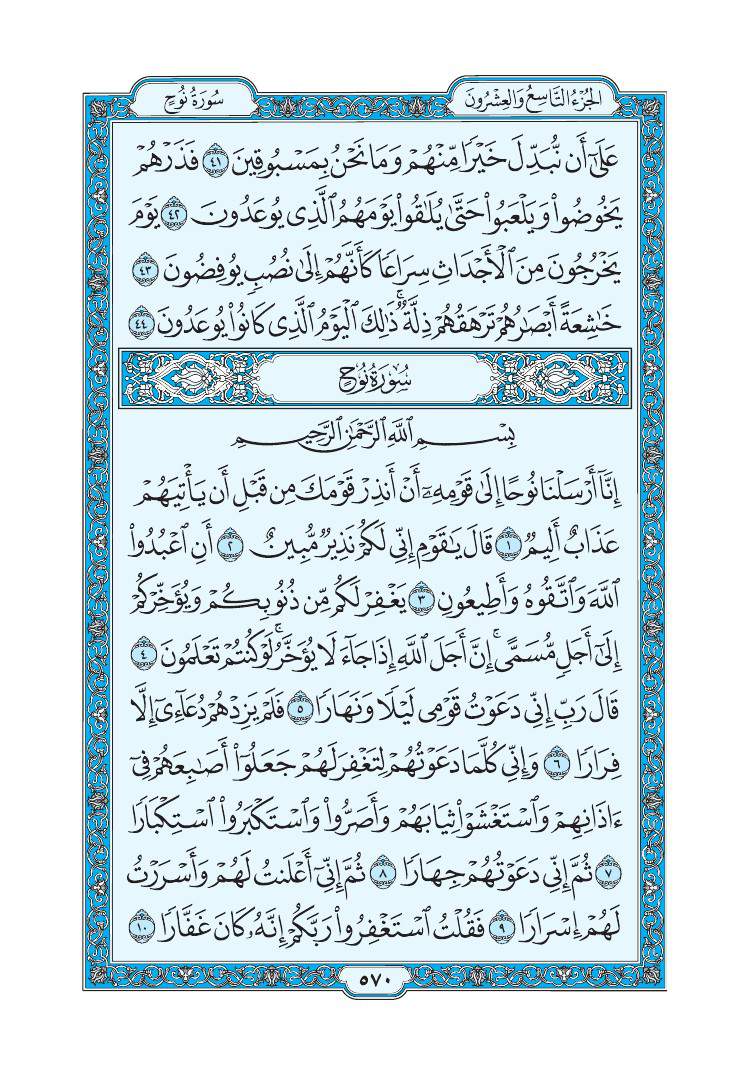 الجُزْءُ التَّاسِعُ وَالعِشْرُونَ
سُورَةُ نُوحٍ
عَلَىٰٓ أَن نُّبَدِّلَ خَيْرًا مِّنْهُمْ وَمَا نَحْنُ بِمَسْبُوقِينَ ٤١ فَذَرْهُمْ
يَخُوضُوا۟ وَيَلْعَبُوا۟ حَتَّىٰ يُلَٰقُوا۟ يَوْمَهُمُ ٱلَّذِى يُوعَدُونَ ٤٢ يَوْمَ
يَخْرُجُونَ مِنَ ٱلْأَجْدَاثِ سِرَاعًا كَأَنَّهُمْ إِلَىٰ نُصُبٍ يُوفِضُونَ ٤٣
خَٰشِعَةً أَبْصَٰرُهُمْ تَرْهَقُهُمْ ذِلَّةٌ ۚ ذَٰلِكَ ٱلْيَوْمُ ٱلَّذِى كَانُوا۟ يُوعَدُونَ ٤٤
سُورَةُ نُوحٍ
بِسْمِ ٱللَّهِ ٱلرَّحْمَٰنِ ٱلرَّحِيمِ
إِنَّآ أَرْسَلْنَا نُوحًا إِلَىٰ قَوْمِهِۦٓ أَنْ أَنذِرْ قَوْمَكَ مِن قَبْلِ أَن يَأْتِيَهُمْ
عَذَابٌ أَلِيمٌ ١ قَالَ يَٰقَوْمِ إِنِّى لَكُمْ نَذِيرٌ مُّبِينٌ ٢ أَنِ ٱعْبُدُوا۟
ٱللَّهَ وَٱتَّقُوهُ وَأَطِيعُونِ ٣ يَغْفِرْ لَكُم مِّن ذُنُوبِكُمْ وَيُؤَخِّرْكُمْ
إِلَىٰٓ أَجَلٍ مُّسَمًّى ۚ إِنَّ أَجَلَ ٱللَّهِ إِذَا جَآءَ لَا يُؤَخَّرُ ۖ لَوْ كُنتُمْ تَعْلَمُونَ ٤
قَالَ رَبِّ إِنِّى دَعَوْتُ قَوْمِى لَيْلًا وَنَهَارًا ٥ فَلَمْ يَزِدْهُمْ دُعَآءِىٓ إِلَّا
فِرَارًا ٦ وَإِنِّى كُلَّمَا دَعَوْتُهُمْ لِتَغْفِرَ لَهُمْ جَعَلُوٓا۟ أَصَٰبِعَهُمْ فِىٓ
ءَاذَانِهِمْ وَٱسْتَغْشَوْا۟ ثِيَابَهُمْ وَأَصَرُّوا۟ وَٱسْتَكْبَرُوا۟ ٱسْتِكْبَارًا
٧ ثُمَّ إِنِّى دَعَوْتُهُمْ جِهَارًا ٨ ثُمَّ إِنِّىٓ أَعْلَنتُ لَهُمْ وَأَسْرَرْتُ
لَهُمْ إِسْرَارًا ٩ فَقُلْتُ ٱسْتَغْفِرُوا۟ رَبَّكُمْ إِنَّهُۥ كَانَ غَفَّارًا ١٠
٥٧٠